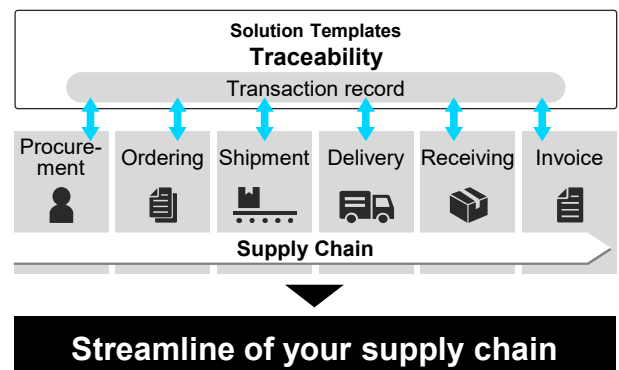 Solution Templates
Traceability
Transaction record
Procure-
ment
Ordering
Shipment
Delivery
Receiving
Invoice
Supply Chain
Streamline of your supply chain